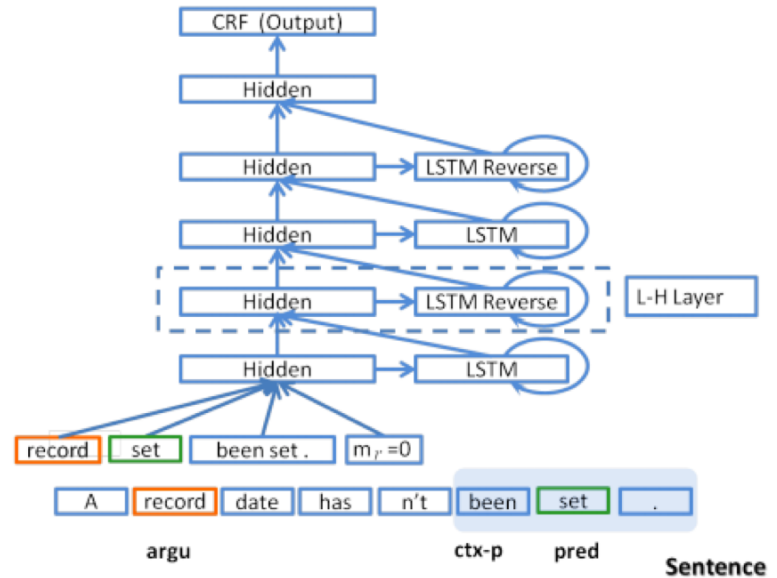 CRF (Output)
Hidden
Hidden LSTM Reverse
Hidden LSTM
Hidden LSTM Reverse L-H Layer
Hidden LSTM
record set been set . m_r=0
A record date has n't been set .
argu ctx-p pred
Sentence